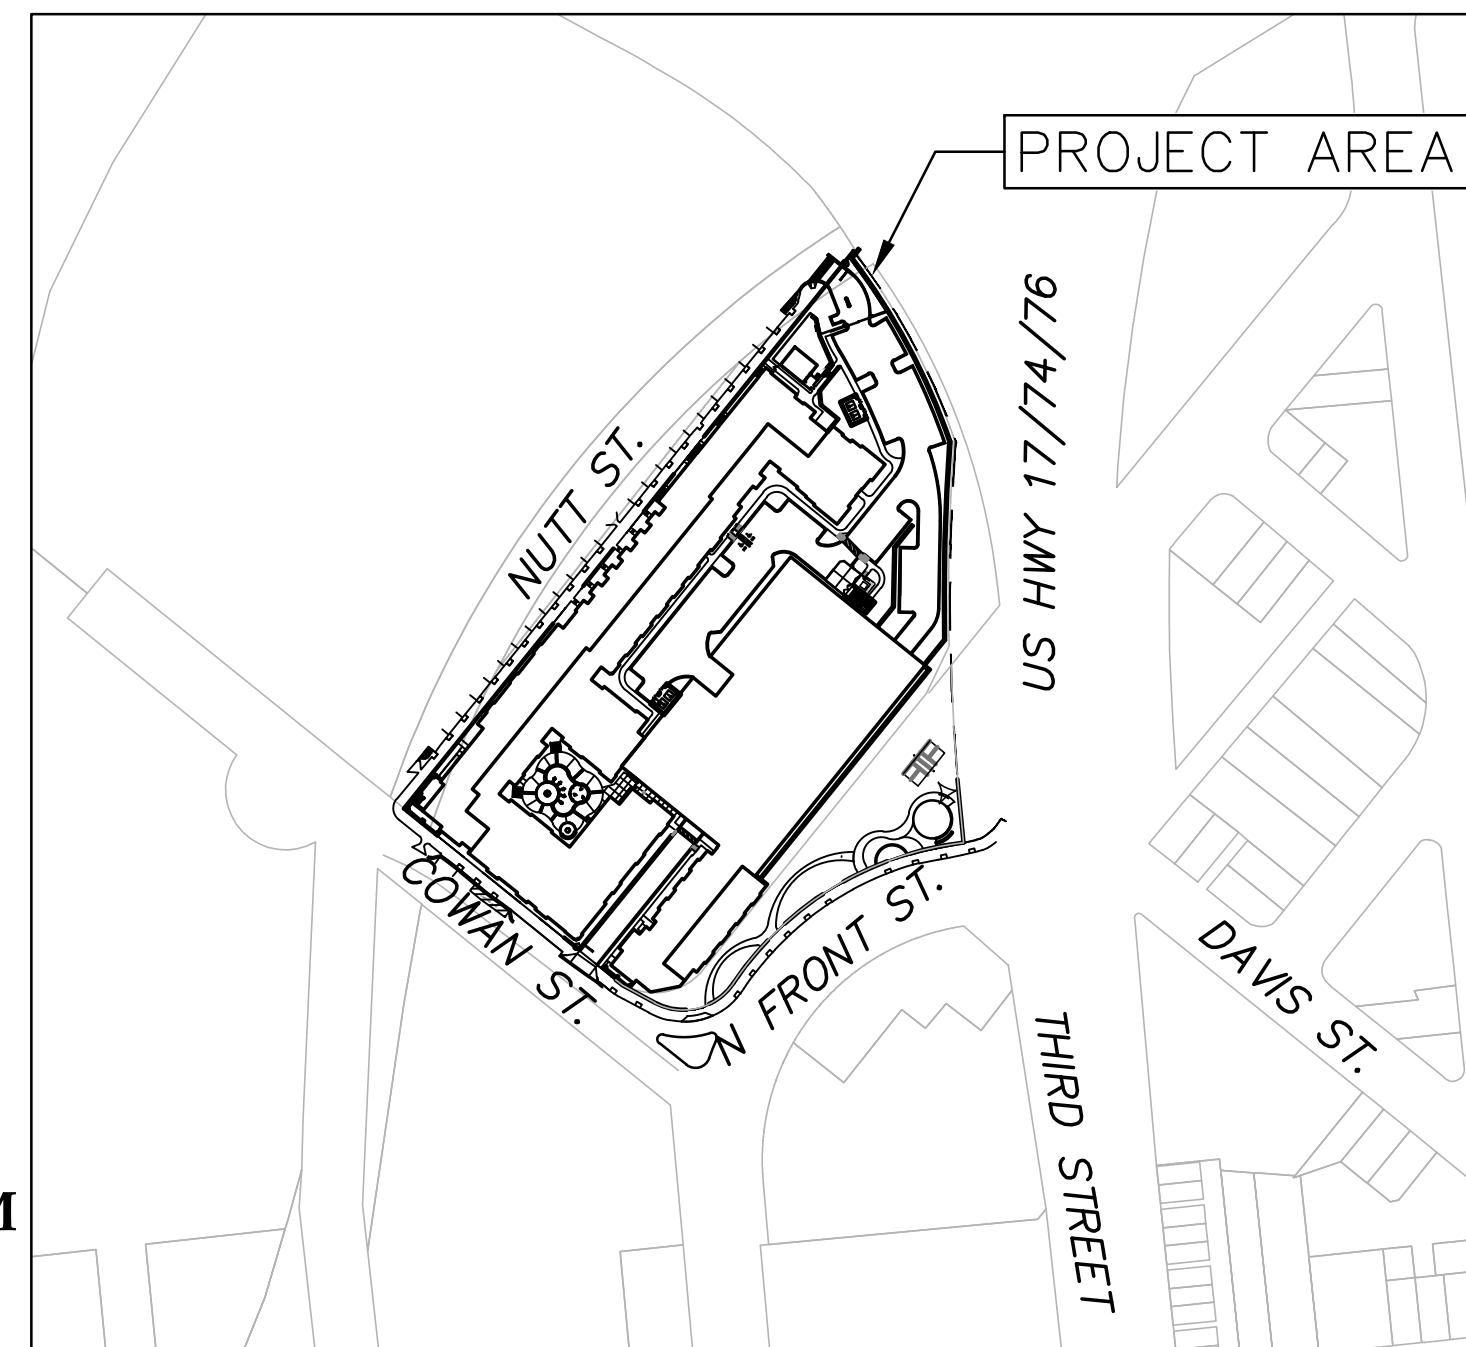 PROJECT AREA
US HWY 17/74/76
NUTT ST.
COWAN ST.
N FRONT ST.
DAVIS ST.
THIRD STREET
M